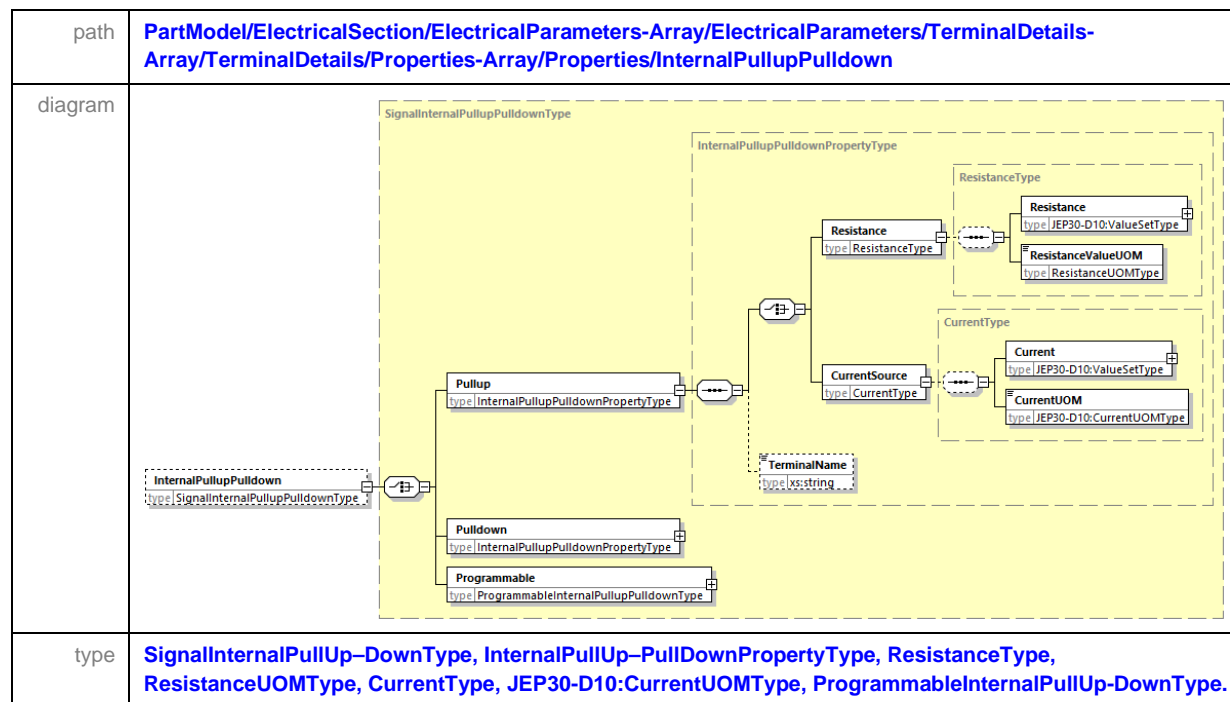 path
PartModel/ElectricalSection/ElectricalParameters-Array/ElectricalParameters/TerminalDetails-
Array/TerminalDetails/Properties-Array/Properties/InternalPullupPulldown
diagram
SignalInternalPullupPulldownType
InternalPullupPulldownPropertyType
ResistanceType
Resistance
type JEP30-D10:ValueSetType
Resistance
type ResistanceType
ResistanceValueUOM
type ResistanceUOMType
CurrentType
Current
type JEP30-D10:ValueSetType
CurrentSource
type CurrentType
CurrentUOM
type JEP30-D10:CurrentUOMType
Pullup
type InternalPullupPulldownPropertyType
TerminalName
type xs:string
InternalPullupPulldown
type SignalInternalPullupPulldownType
Pulldown
type InternalPullupPulldownPropertyType
Programmable
type ProgrammableInternalPullupPulldownType
type
SignalInternalPullUp–DownType, InternalPullUp–PullDownPropertyType, ResistanceType,
ResistanceUOMType, CurrentType, JEP30-D10:CurrentUOMType, ProgrammableInternalPullUp-DownType.